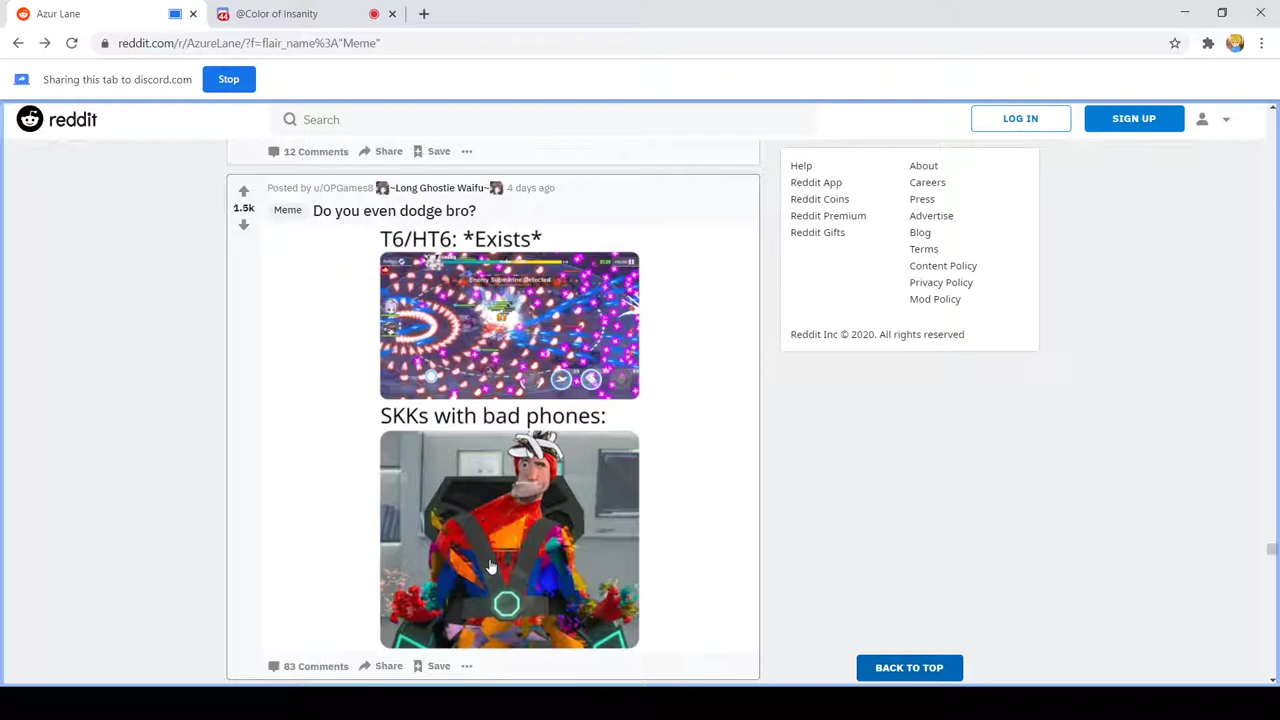 Azur Lane
44
@Color of insanity
reddit.com/r/AzureLane/?f=flair_name%3A"Meme"
Sharing this tab to discord.com
Stop
reddit
Search
LOG IN
SIGN UP
12 Comments
Share
Save
Posted by u/OPGames8 ~Long Ghostie Waifu~ 4 days ago
1.5k
Meme
Do you even dodge bro?
T6/HT6: *Exists*
Enemy Submarine Detected
SKKs with bad phones:
83 Comments
Share
Save
Help
About
Reddit App
Careers
Reddit Coins
Press
Reddit Premium
Advertise
Reddit Gifts
Blog
Terms
Content Policy
Privacy Policy
Mod Policy
Reddit Inc © 2020. All rights reserved
BACK TO TOP